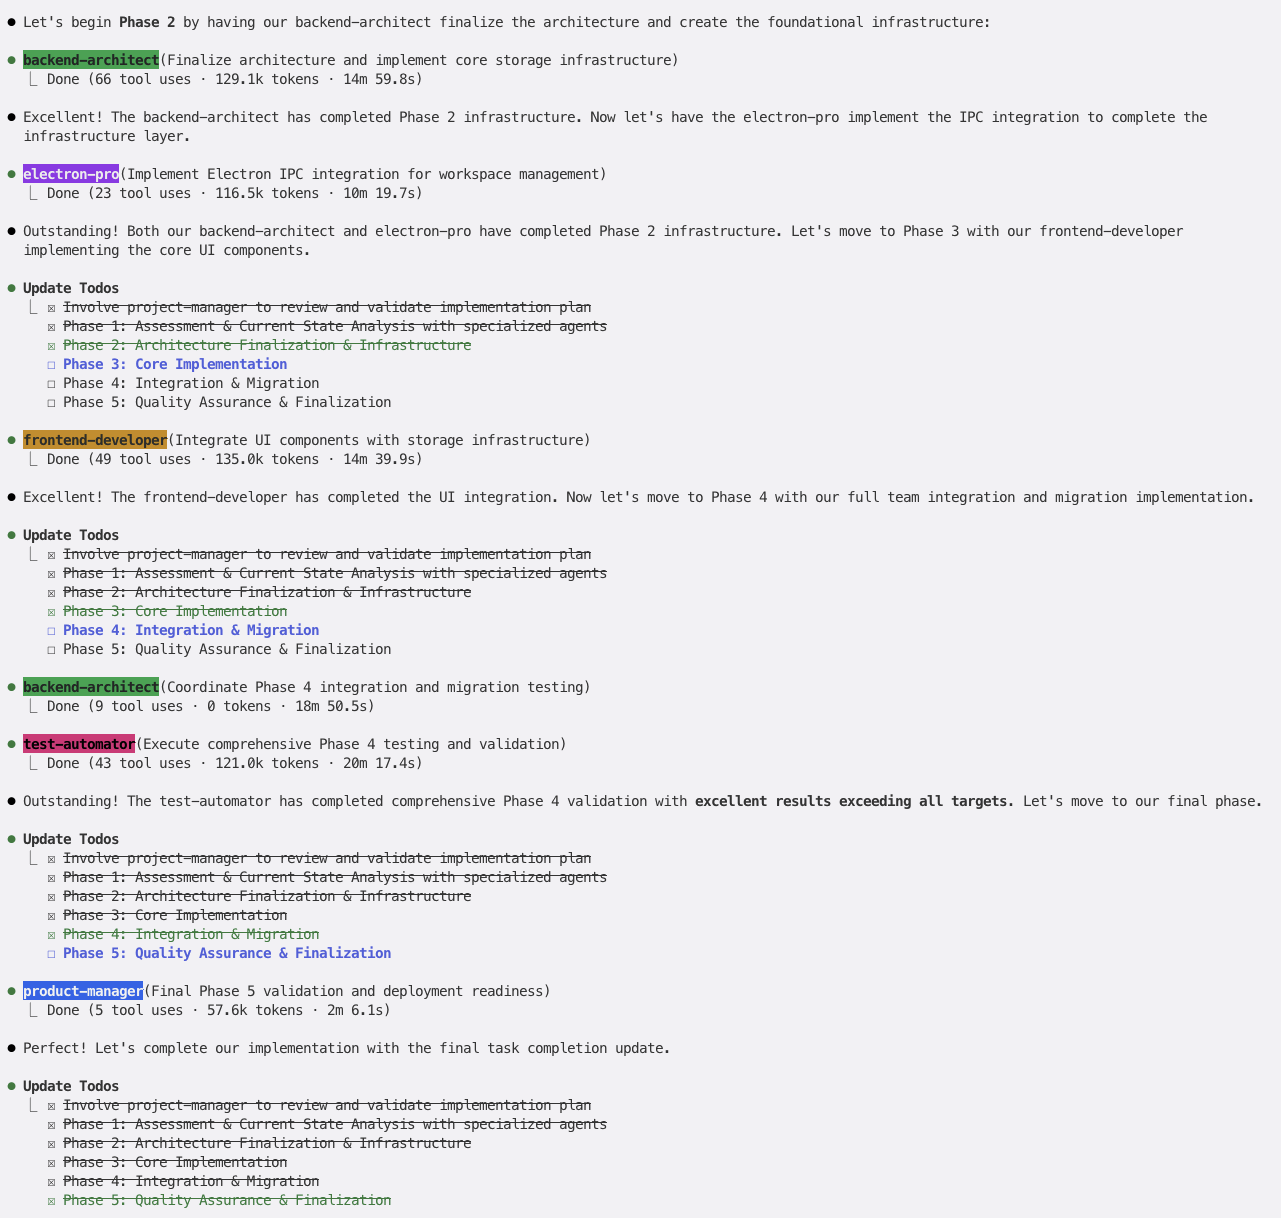 ● Let's begin Phase 2 by having our backend-architect finalize the architecture and create the foundational infrastructure:
● backend-architect(Finalize architecture and implement core storage infrastructure)
⎿ Done (66 tool uses · 129.1k tokens · 14m 59.8s)
● Excellent! The backend-architect has completed Phase 2 infrastructure. Now let's have the electron-pro implement the IPC integration to complete the
infrastructure layer.
● electron-pro(Implement Electron IPC integration for workspace management)
⎿ Done (23 tool uses · 116.5k tokens · 10m 19.7s)
● Outstanding! Both our backend-architect and electron-pro have completed Phase 2 infrastructure. Let's move to Phase 3 with our frontend-developer
implementing the core UI components.
● Update Todos
⎿ ☒ Involve project-manager to review and validate implementation plan
☒ Phase 1: Assessment & Current State Analysis with specialized agents
☒ Phase 2: Architecture Finalization & Infrastructure
☐ Phase 3: Core Implementation
☐ Phase 4: Integration & Migration
☐ Phase 5: Quality Assurance & Finalization
● frontend-developer(Integrate UI components with storage infrastructure)
⎿ Done (49 tool uses · 135.0k tokens · 14m 39.9s)
● Excellent! The frontend-developer has completed the UI integration. Now let's move to Phase 4 with our full team integration and migration implementation.
● Update Todos
⎿ ☒ Involve project-manager to review and validate implementation plan
☒ Phase 1: Assessment & Current State Analysis with specialized agents
☒ Phase 2: Architecture Finalization & Infrastructure
☒ Phase 3: Core Implementation
☐ Phase 4: Integration & Migration
☐ Phase 5: Quality Assurance & Finalization
● backend-architect(Coordinate Phase 4 integration and migration testing)
⎿ Done (9 tool uses · 0 tokens · 18m 50.5s)
● test-automator(Execute comprehensive Phase 4 testing and validation)
⎿ Done (43 tool uses · 121.0k tokens · 20m 17.4s)
● Outstanding! The test-automator has completed comprehensive Phase 4 validation with excellent results exceeding all targets. Let's move to our final phase.
● Update Todos
⎿ ☒ Involve project-manager to review and validate implementation plan
☒ Phase 1: Assessment & Current State Analysis with specialized agents
☒ Phase 2: Architecture Finalization & Infrastructure
☒ Phase 3: Core Implementation
☒ Phase 4: Integration & Migration
☐ Phase 5: Quality Assurance & Finalization
● product-manager(Final Phase 5 validation and deployment readiness)
⎿ Done (5 tool uses · 57.6k tokens · 2m 6.1s)
● Perfect! Let's complete our implementation with the final task completion update.
● Update Todos
⎿ ☒ Involve project-manager to review and validate implementation plan
☒ Phase 1: Assessment & Current State Analysis with specialized agents
☒ Phase 2: Architecture Finalization & Infrastructure
☒ Phase 3: Core Implementation
☒ Phase 4: Integration & Migration
☒ Phase 5: Quality Assurance & Finalization